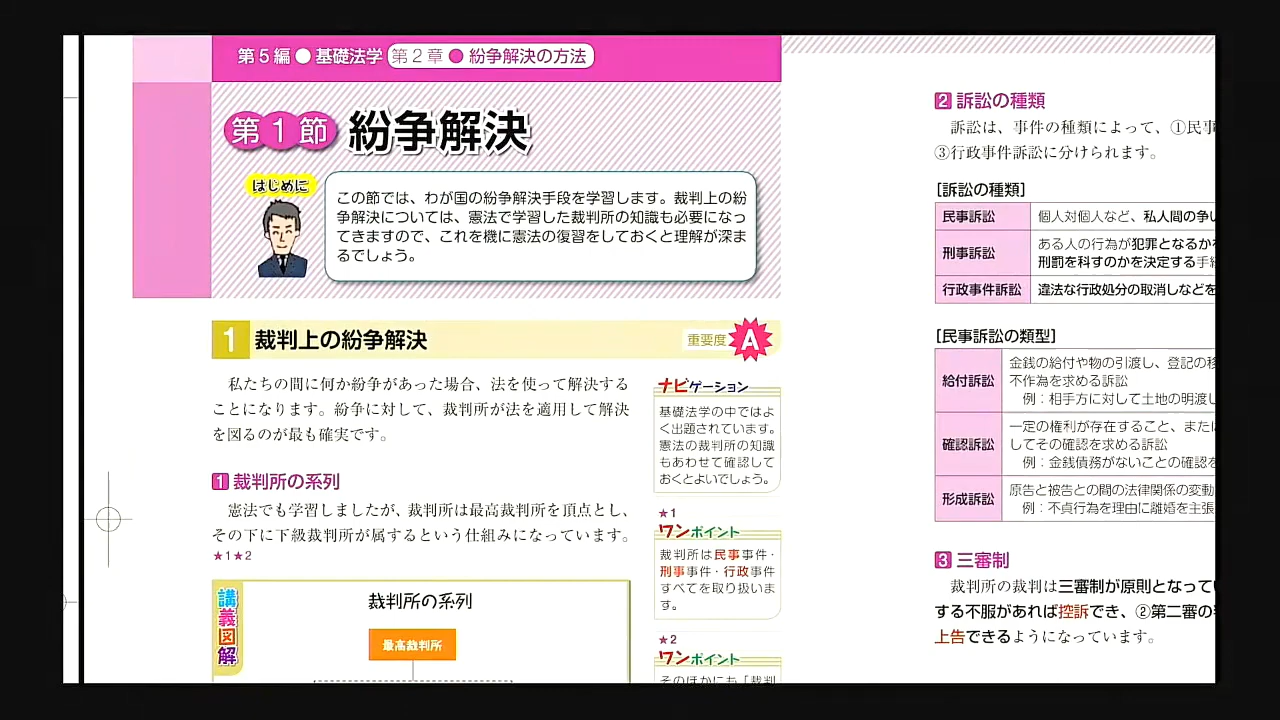 第5編●基礎法学 第2章●紛争解決の方法
第1節 紛争解決
はじめに
この節では、わが国の紛争解決手段を学習します。裁判上の紛
争解決については、憲法で学習した裁判所の知識も必要になっ
てきますので、これを機に憲法の復習をしておくと理解が深ま
るでしょう。
1 裁判上の紛争解決
重要度 A
私たちの間に何か紛争があった場合、法を使って解決する
ことになります。紛争に対して、裁判所が法を適用して解決
を図るのが最も確実です。
1 裁判所の系列
憲法でも学習しましたが、裁判所は最高裁判所を頂点とし、
その下に下級裁判所が属するという仕組みになっています。
★1★2
講義図解
裁判所の系列
最高裁判所
ナビゲーション
基礎法学の中ではよ
く出題されています。
憲法の裁判所の知識
もあわせて確認して
おくとよいでしょう。
★1
ワンポイント
裁判所は民事事件・
刑事事件・行政事件
すべてを取り扱いま
す。
★2
ワンポイント
そのほかにも「裁判
2 訴訟の種類
訴訟は、事件の種類によって、①民事
③行政事件訴訟に分けられます。
[訴訟の種類]
民事訴訟 個人対個人など、私人間の争い
刑事訴訟 ある人の行為が犯罪となるか
刑罰を科すのかを決定する手続
行政事件訴訟 違法な行政処分の取消しなどを
[民事訴訟の類型]
給付訴訟 金銭の給付や物の引渡し、登記の移
不作為を求める訴訟
例:相手方に対して土地の明渡し
確認訴訟 一定の権利が存在すること、または
してその確認を求める訴訟
例:金銭債務がないことの確認を
形成訴訟 原告と被告との間の法律関係の変動
例:不貞行為を理由に離婚を主張
3 三審制
裁判所の裁判は三審制が原則となってい
する不服があれば控訴でき、②第二審の
上告できるようになっています。